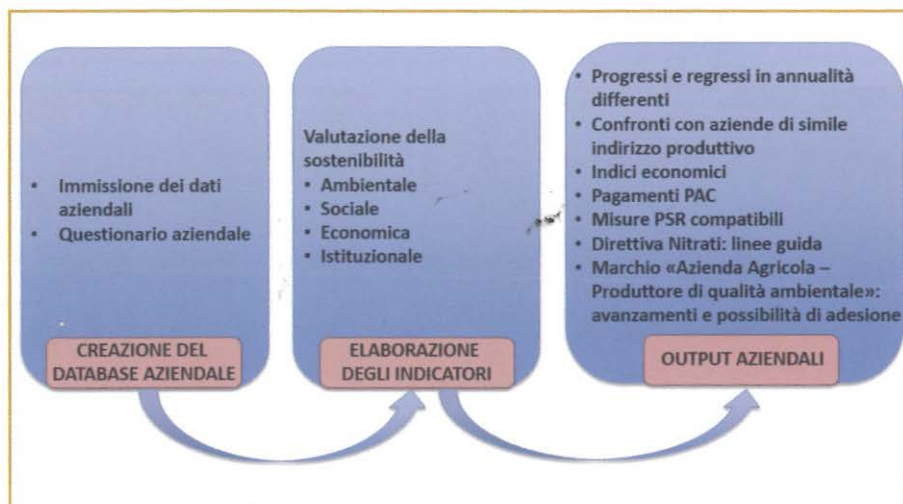 • Immissione dei dati
aziendali
• Questionario aziendale
CREAZIONE DEL
DATABASE AZIENDALE
Valutazione della
sostenibilità
• Ambientale
• Sociale
• Economica
• Istituzionale
ELABORAZIONE
DEGLI INDICATORI
• Progressi e regressi in annualità
differenti
• Confronti con aziende di simile
indirizzo produttivo
• Indici economici
• Pagamenti PAC
• Misure PSR compatibili
• Direttiva Nitrati: linee guida
• Marchio «Azienda Agricola –
Produttore di qualità ambientale»:
avanzamenti e possibilità di adesione
OUTPUT AZIENDALI